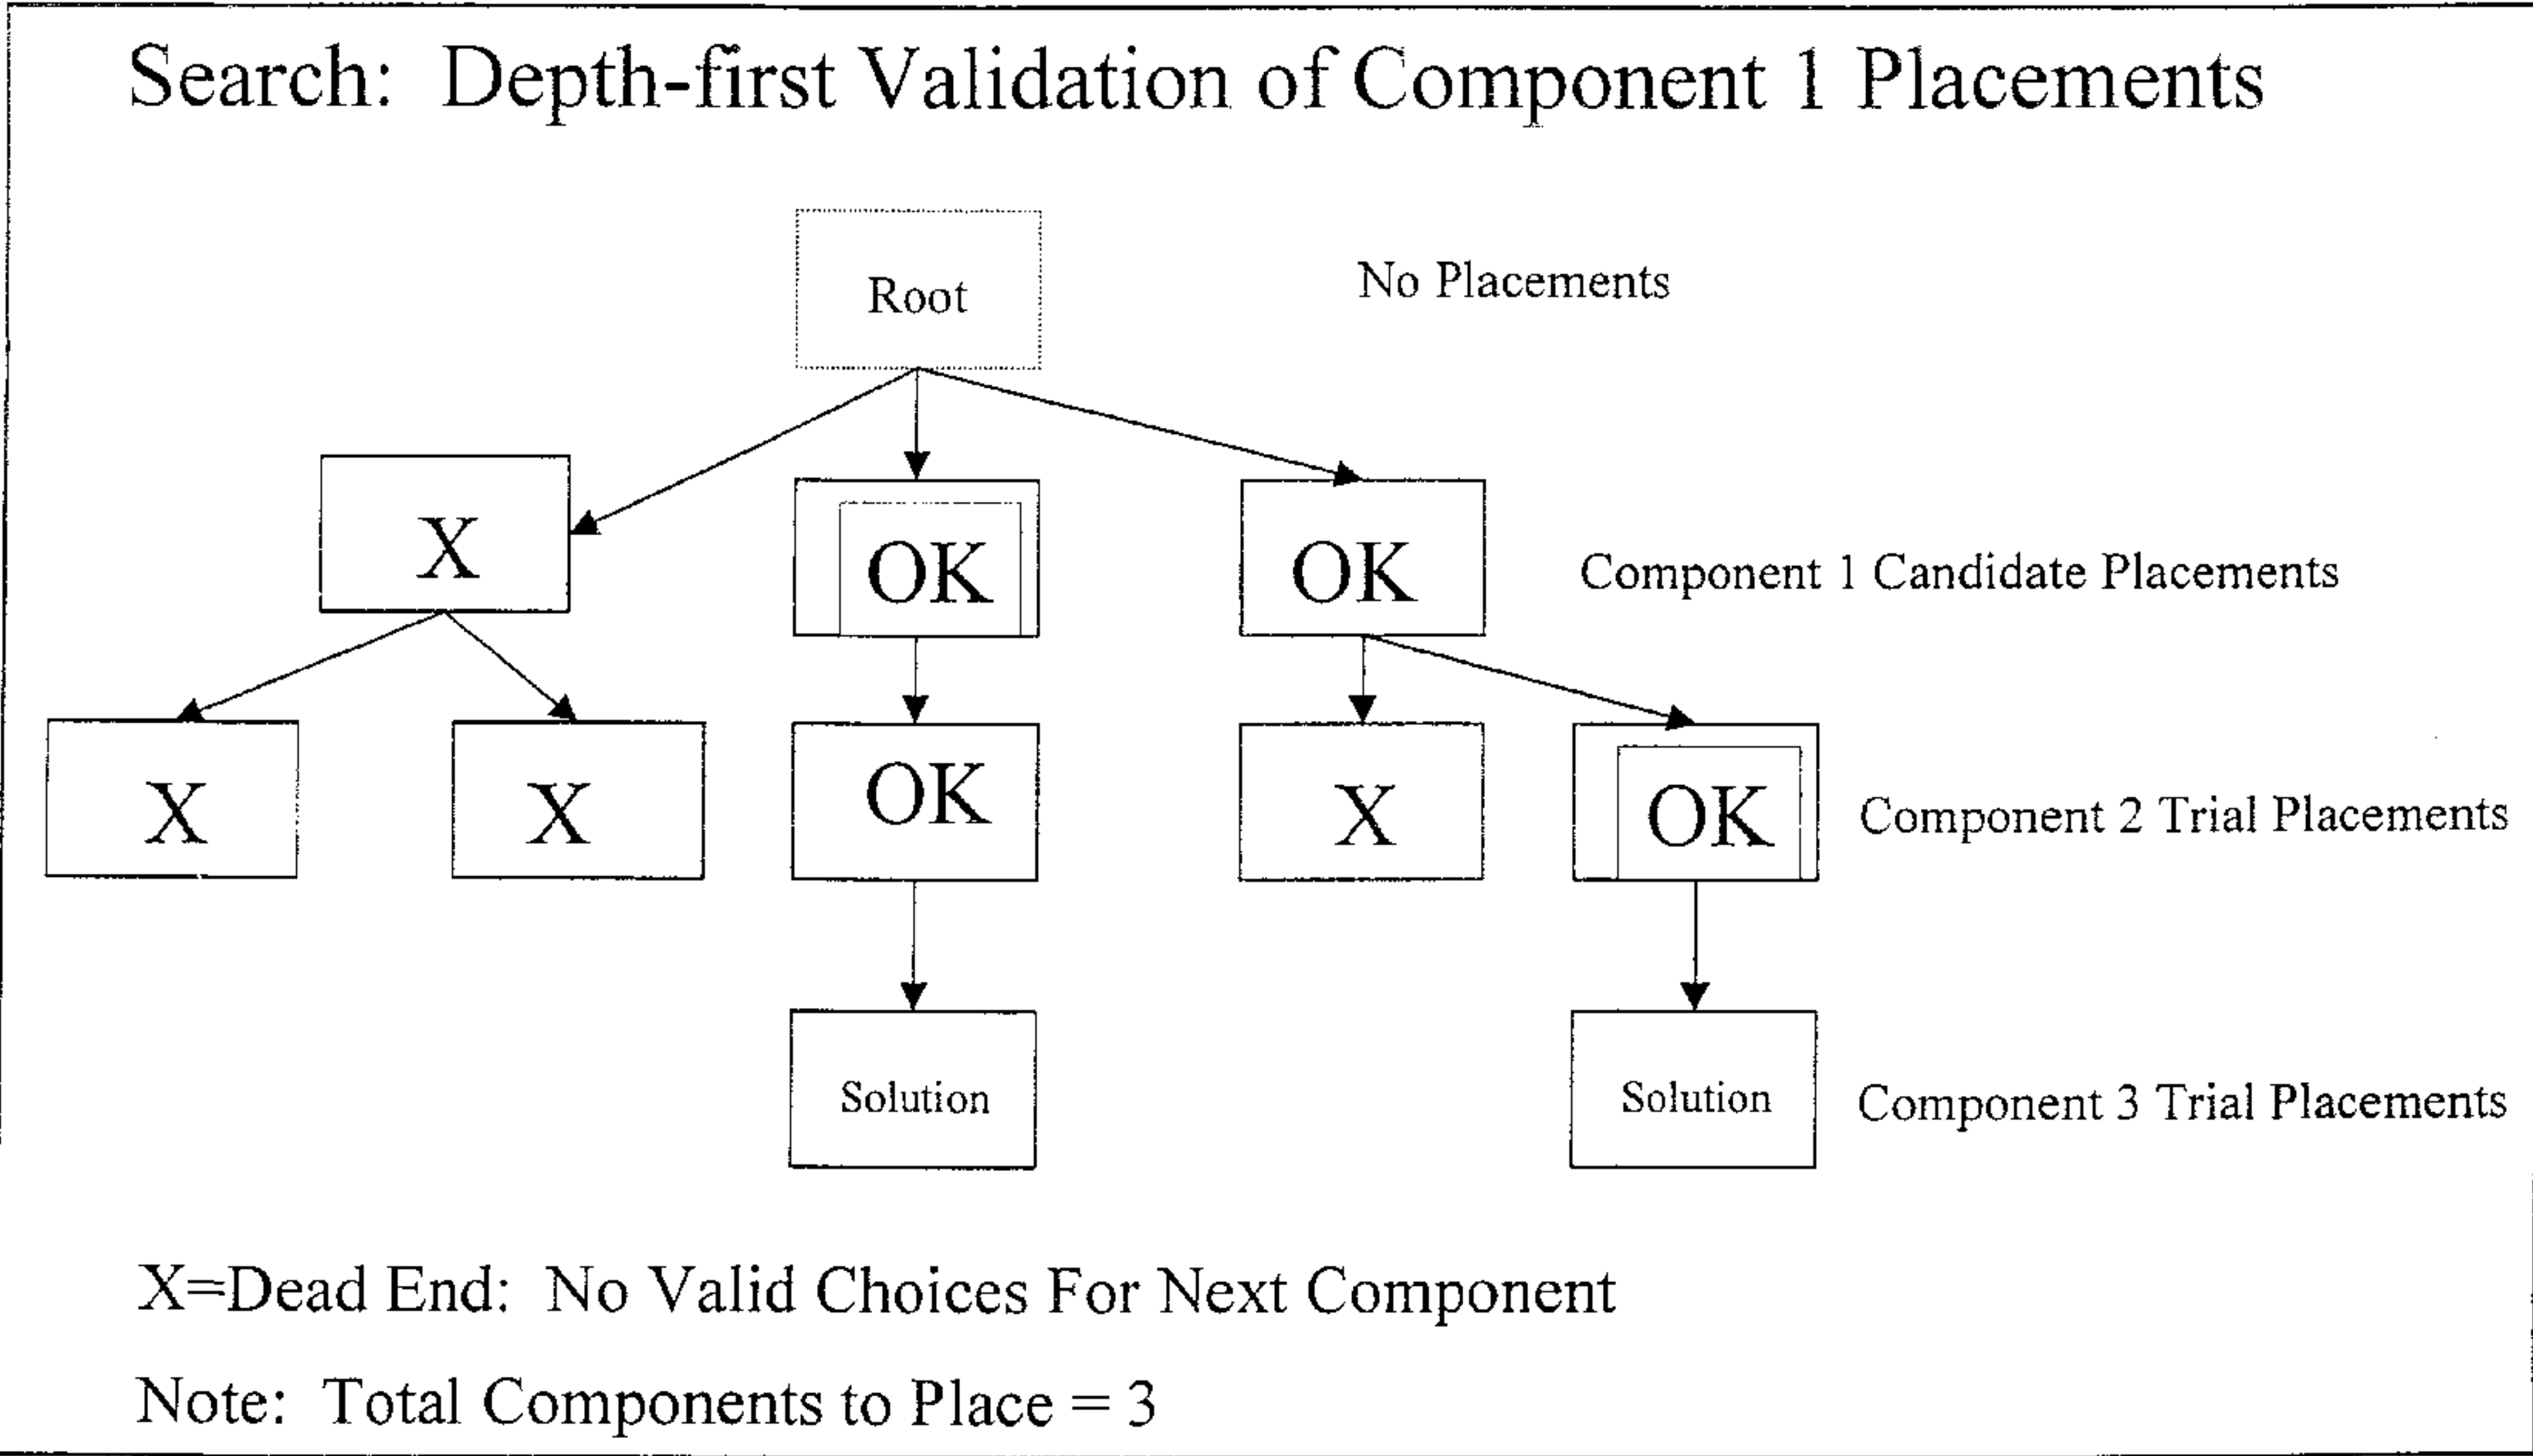 Search: Depth-first Validation of Component 1 Placements
Root
No Placements
X
OK
OK
Component 1 Candidate Placements
X
X
OK
X
OK
Component 2 Trial Placements
Solution
Solution
Component 3 Trial Placements
X=Dead End: No Valid Choices For Next Component
Note: Total Components to Place = 3